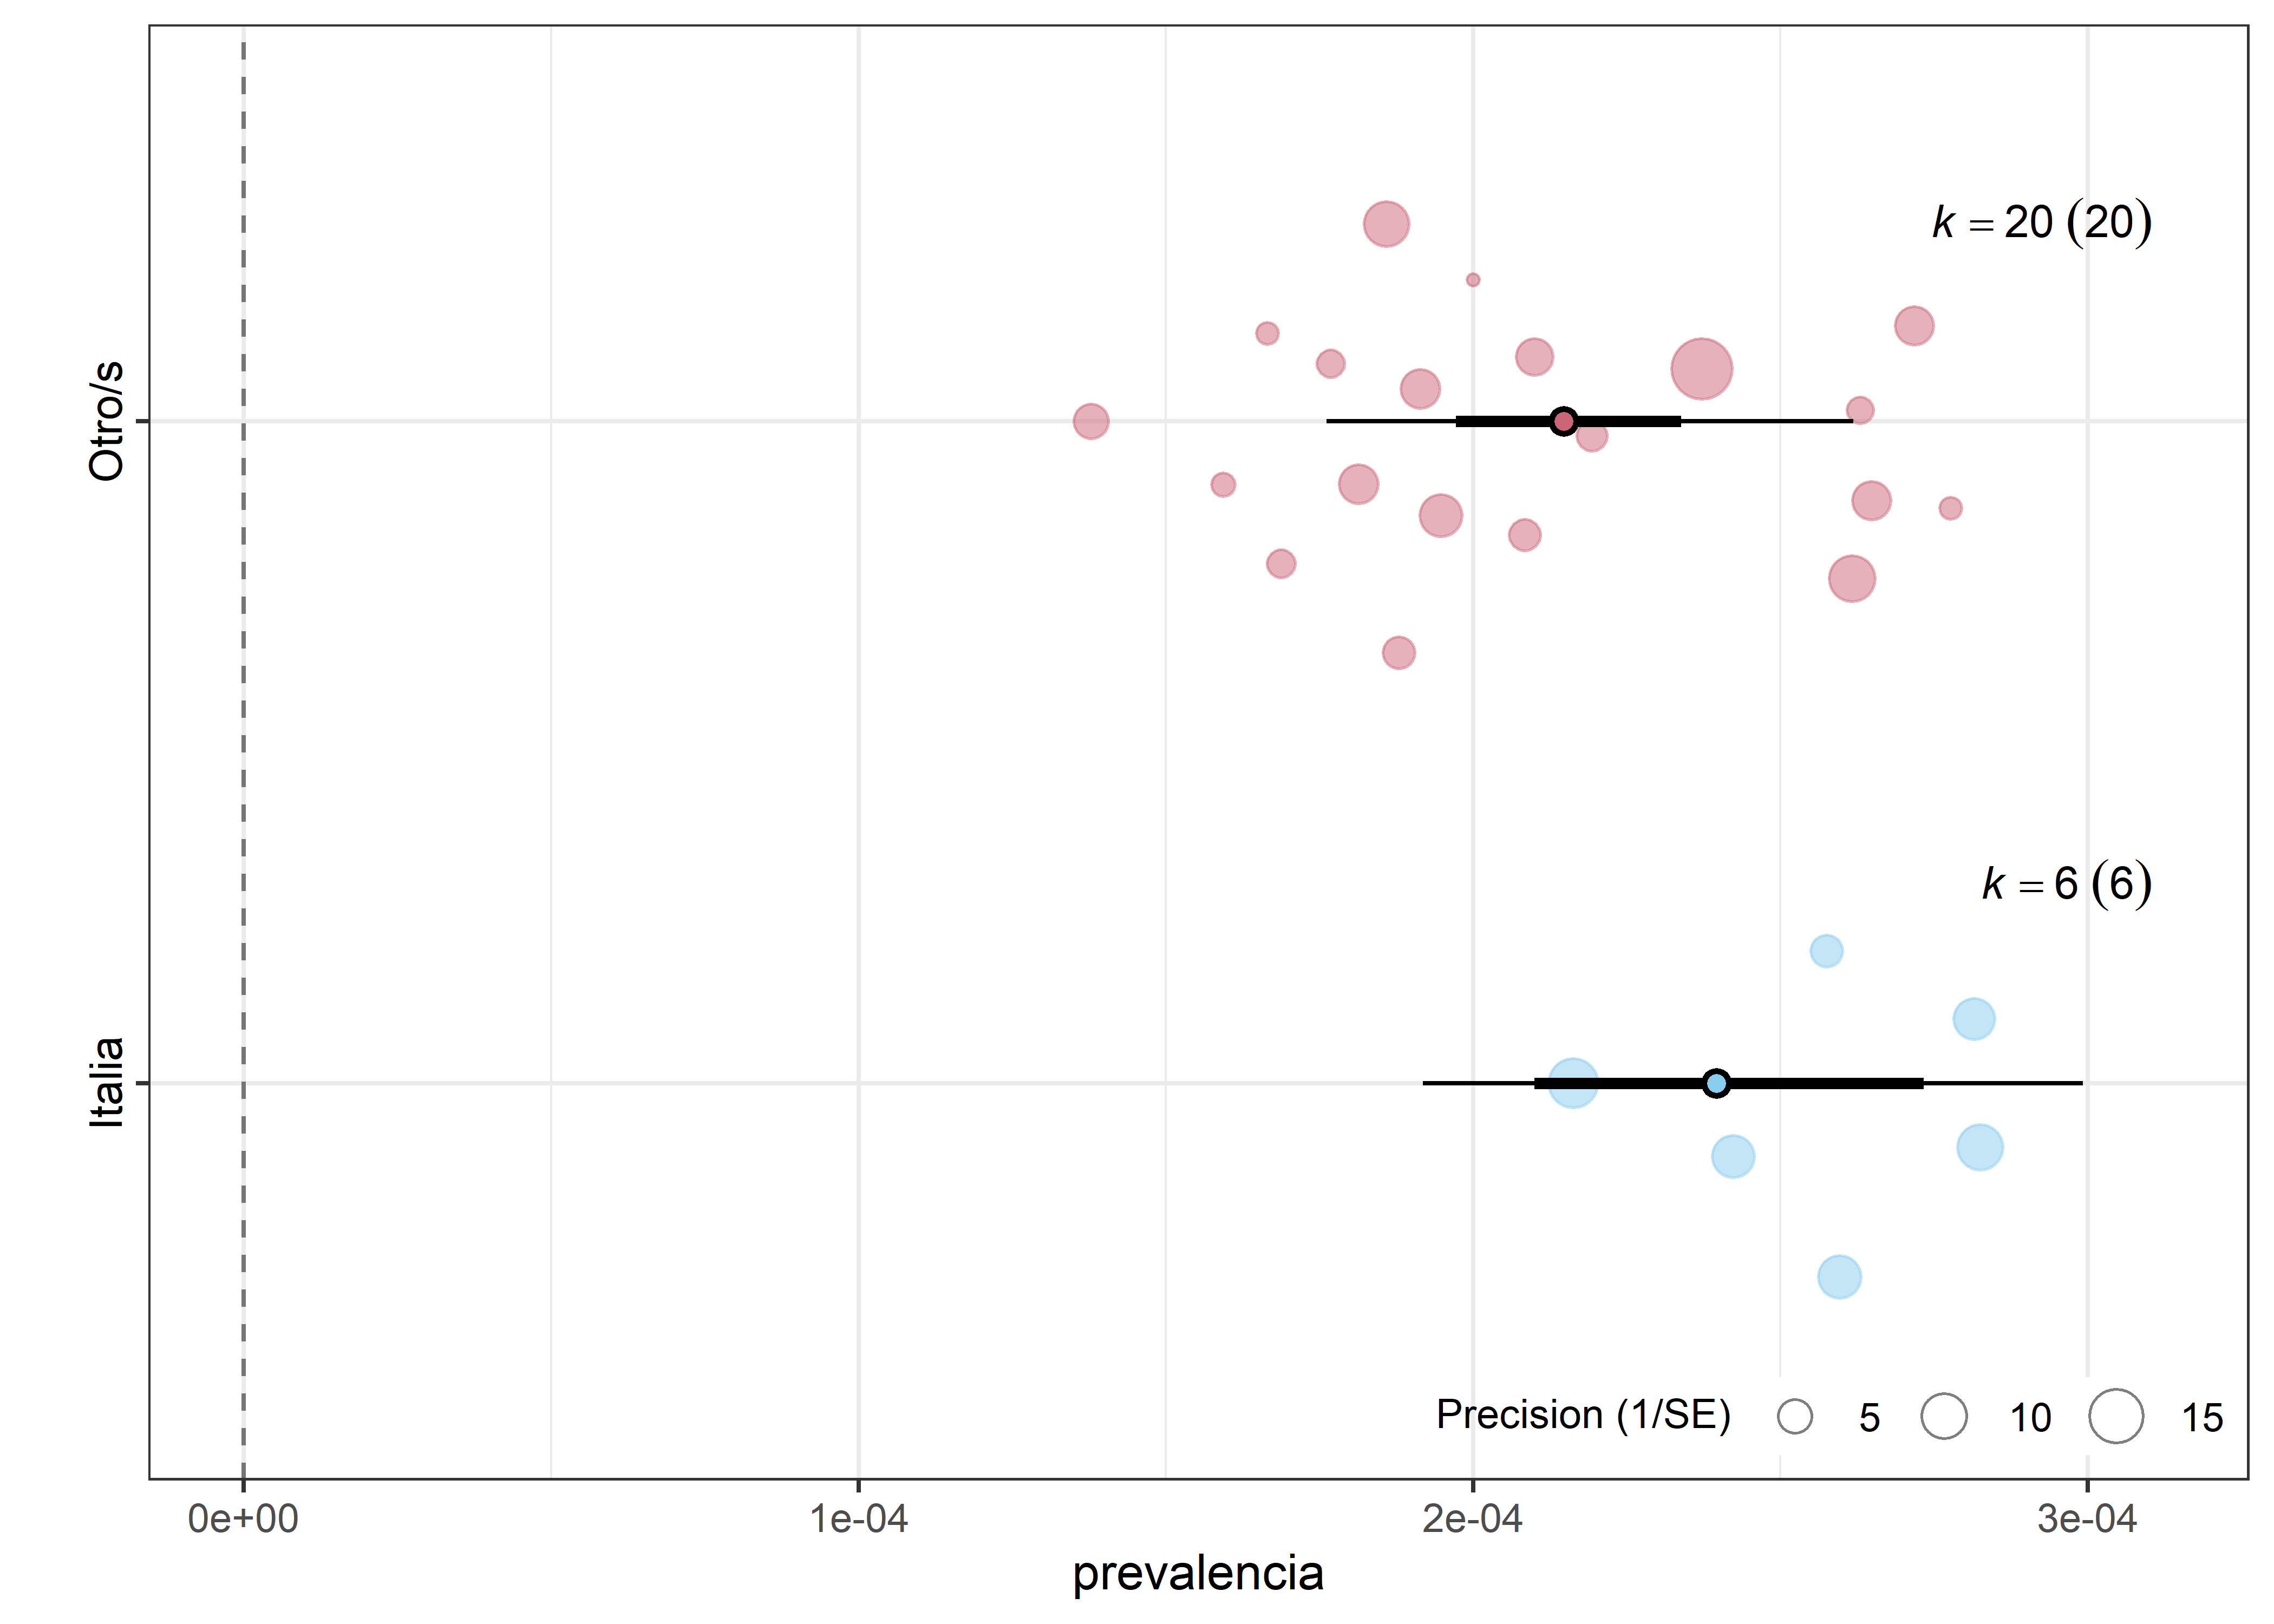 k = 20 (20)
Otro/s
k = 6 (6)
Italia
Precision (1/SE) 5 10 15
0e+00 1e-04 2e-04 3e-04
prevalencia